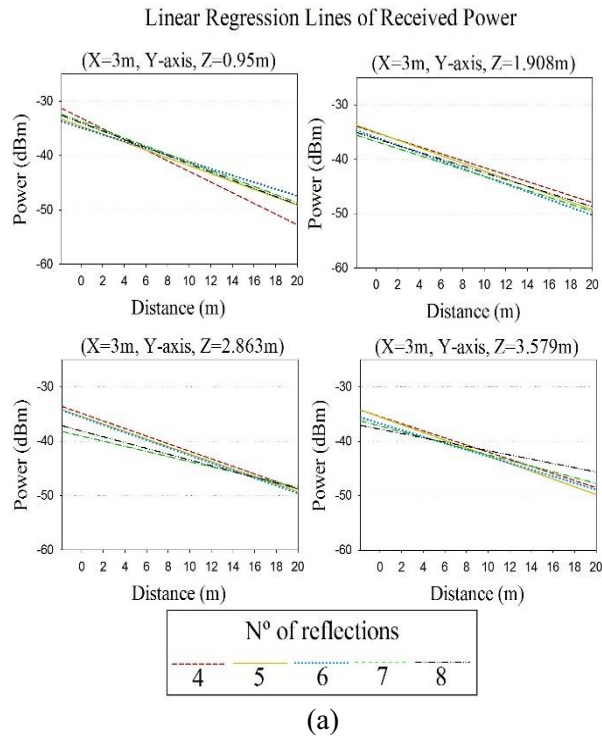 Linear Regression Lines of Received Power
(X=3m, Y-axis, Z=0.95m)
Power (dBm)
-30
-40
-50
-60
0 2 4 6 8 10 12 14 16 18 20
Distance (m)
(X=3m, Y-axis, Z=1.908m)
Power (dBm)
-30
-40
-50
-60
0 2 4 6 8 10 12 14 16 18 20
Distance (m)
(X=3m, Y-axis, Z=2.863m)
Power (dBm)
-30
-40
-50
-60
0 2 4 6 8 10 12 14 16 18 20
Distance (m)
(X=3m, Y-axis, Z=3.579m)
Power (dBm)
-30
-40
-50
-60
0 2 4 6 8 10 12 14 16 18 20
Distance (m)
Nº of reflections
4 5 6 7 8
(a)